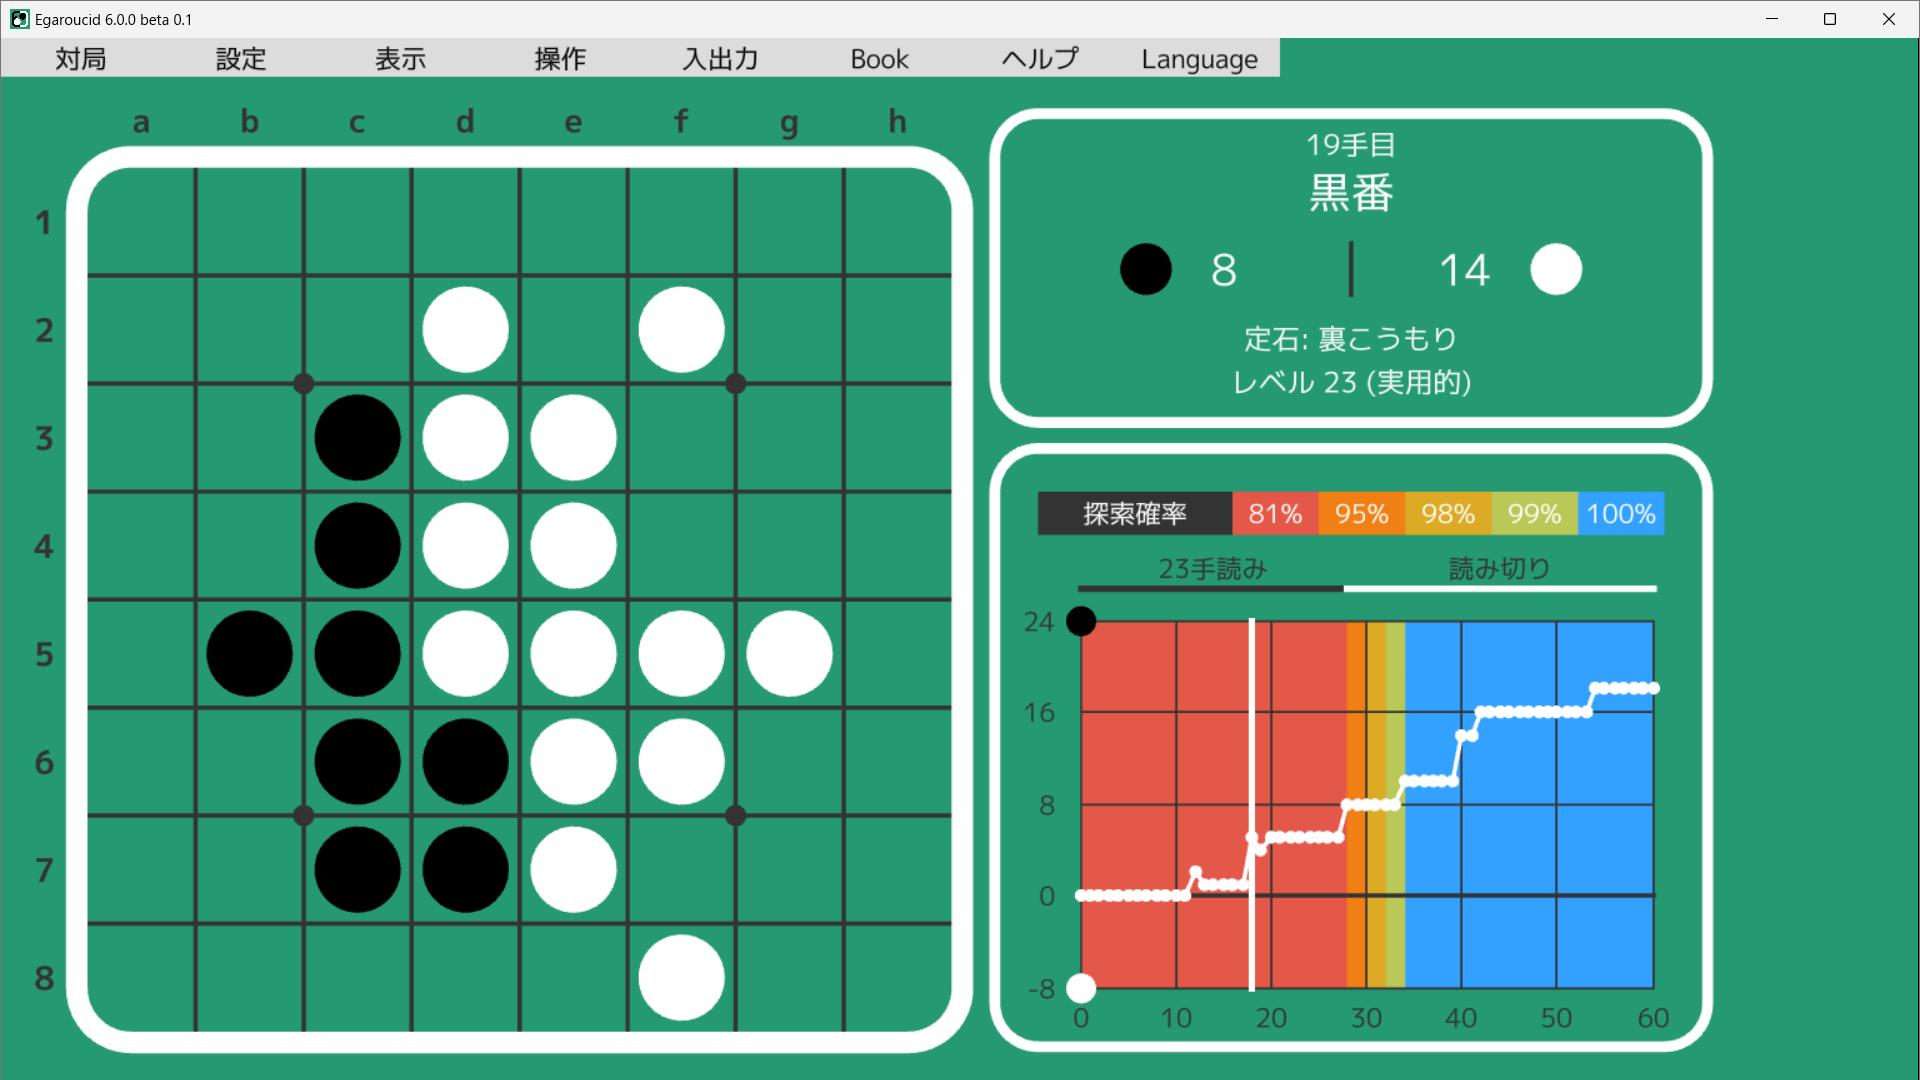 Egaroucid 6.0.0 beta 0.1
対局 設定 表示 操作 入出力 Book ヘルプ Language
a b c d e f g h
1
2
3
4
5
6
7
8
19手目
黒番
8 14
定石: 裏こうもり
レベル 23 (実用的)
探索確率 81% 95% 98% 99% 100%
23手読み 読み切り
24
16
8
0
-8
0 10 20 30 40 50 60